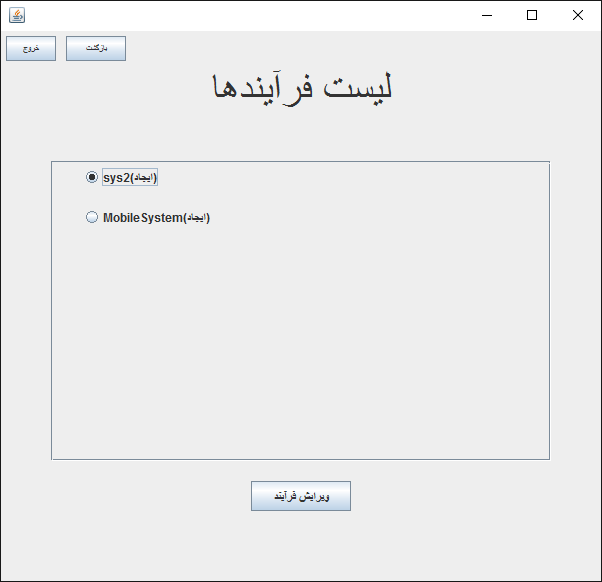 خروج
بازگشت
لیست فرآیندها
sys2(ایجاد)
MobileSystem(ایجاد)
ویرایش فرآیند